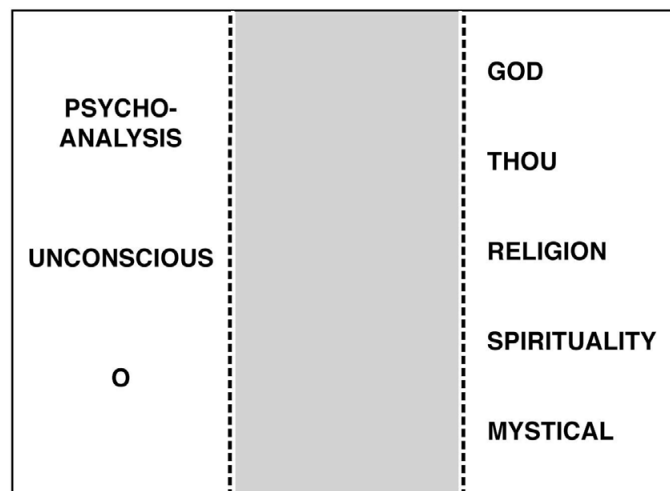 PSYCHO-
ANALYSIS
UNCONSCIOUS
O
GOD
THOU
RELIGION
SPIRITUALITY
MYSTICAL